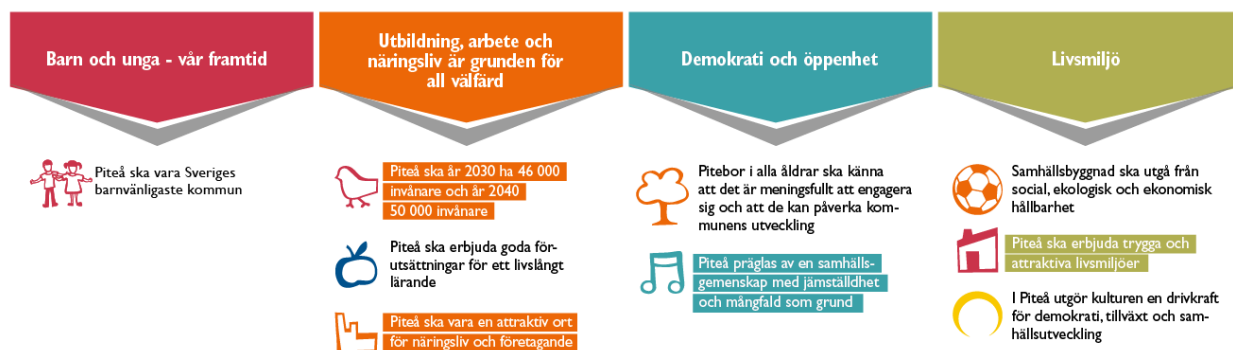 Barn och unga - vår framtid
Piteå ska vara Sveriges
barnvänligaste kommun
Utbildning, arbete och
näringsliv är grunden för
all välfärd
Piteå ska år 2030 ha 46 000
invånare och år 2040
50 000 invånare
Piteå ska erbjuda goda för-
utsättningar för ett livslångt
lärande
Piteå ska vara en attraktiv ort
för näringsliv och företagande
Demokrati och öppenhet
Pitebor i alla åldrar ska känna
att det är meningsfullt att engagera
sig och att de kan påverka kom-
munens utveckling
Piteå präglas av en samhälls-
gemenskap med jämställdhet
och mångfald som grund
Livsmiljö
Samhällsbyggnad ska utgå från
social, ekologisk och ekonomisk
hållbarhet
Piteå ska erbjuda trygga och
attraktiva livsmiljöer
I Piteå utgör kulturen en drivkraft
för demokrati, tillväxt och sam-
hällsutveckling